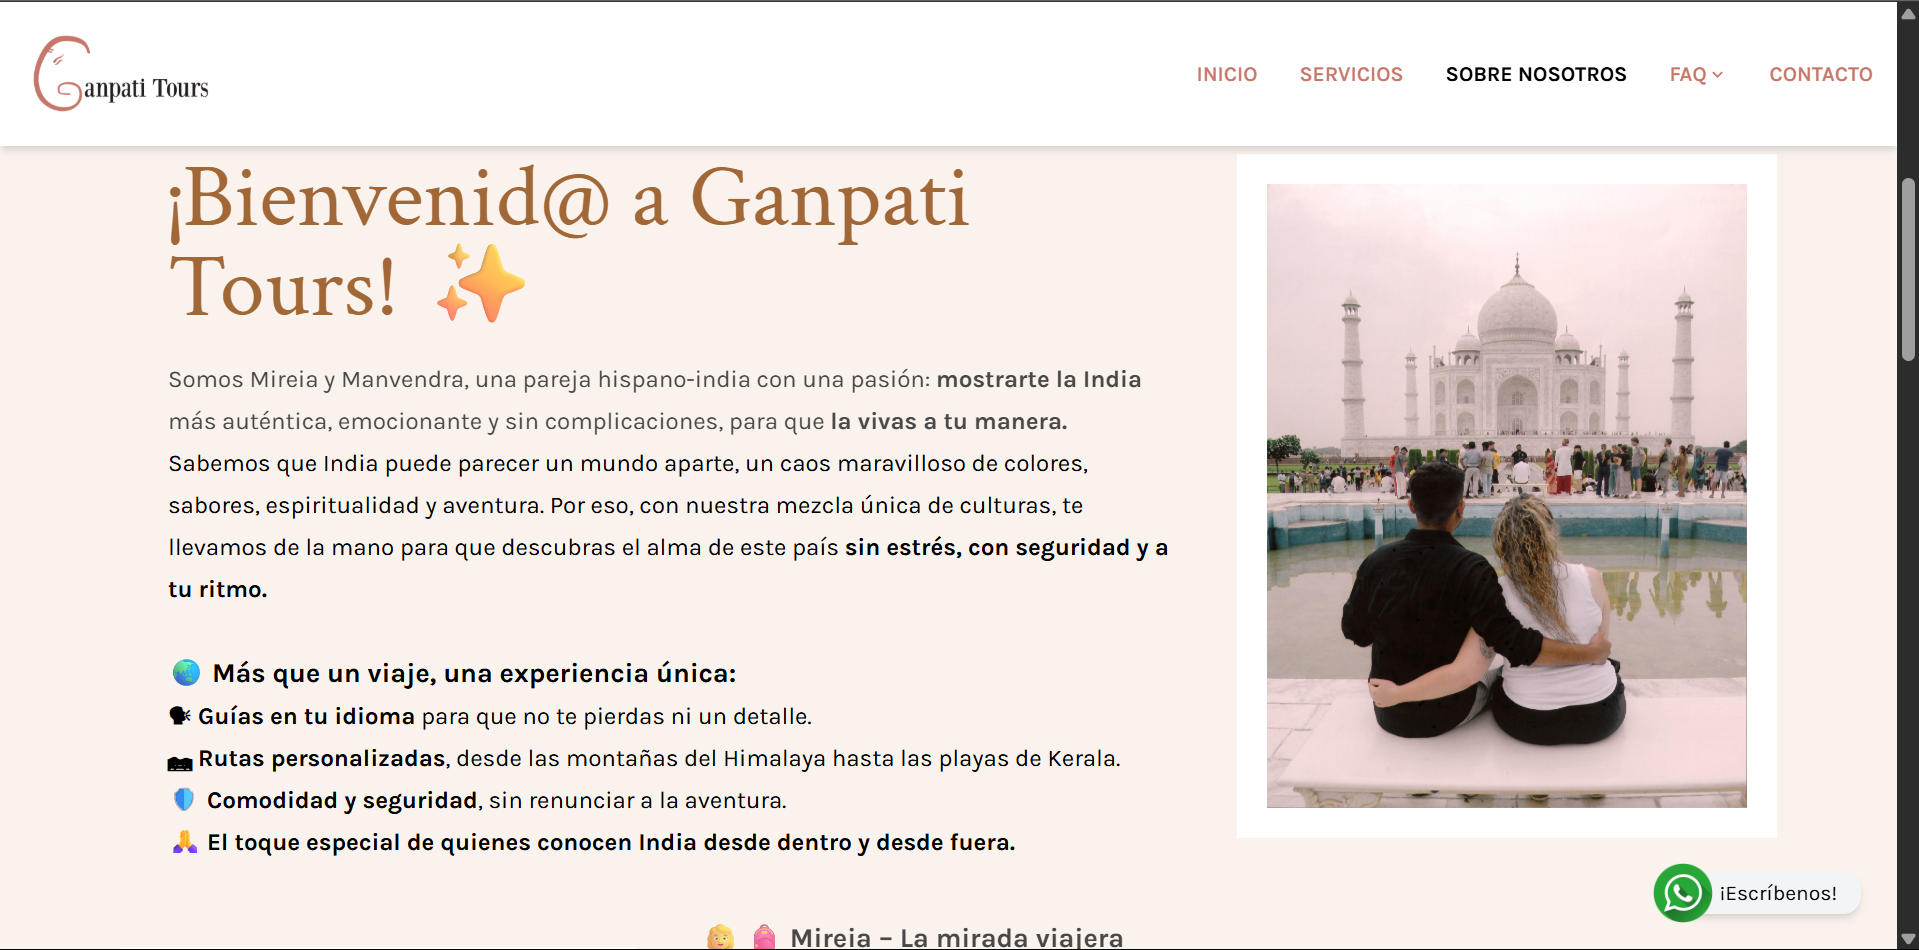 Ganpati Tours
INICIO
SERVICIOS
SOBRE NOSOTROS
FAQ
CONTACTO
¡Bienvenid@ a Ganpati
Tours! ✨
Somos Mireia y Manvendra, una pareja hispano-india con una pasión: mostrarte la India
más auténtica, emocionante y sin complicaciones, para que la vivas a tu manera.
Sabemos que India puede parecer un mundo aparte, un caos maravilloso de colores,
sabores, espiritualidad y aventura. Por eso, con nuestra mezcla única de culturas, te
llevamos de la mano para que descubras el alma de este país sin estrés, con seguridad y a
tu ritmo.
🌏 Más que un viaje, una experiencia única:
🗣 Guías en tu idioma para que no te pierdas ni un detalle.
🏔 Rutas personalizadas, desde las montañas del Himalaya hasta las playas de Kerala.
🛡️ Comodidad y seguridad, sin renunciar a la aventura.
🙏 El toque especial de quienes conocen India desde dentro y desde fuera.
👱‍♀️ 🎒 Mireia – La mirada viajera
¡Escríbenos!